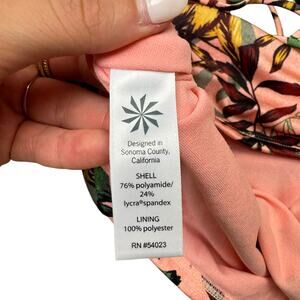 Designed in
Sonoma County,
California
SHELL
76% polyamide/
24%
lycra®spandex
LINING
100% polyester
RN #54023